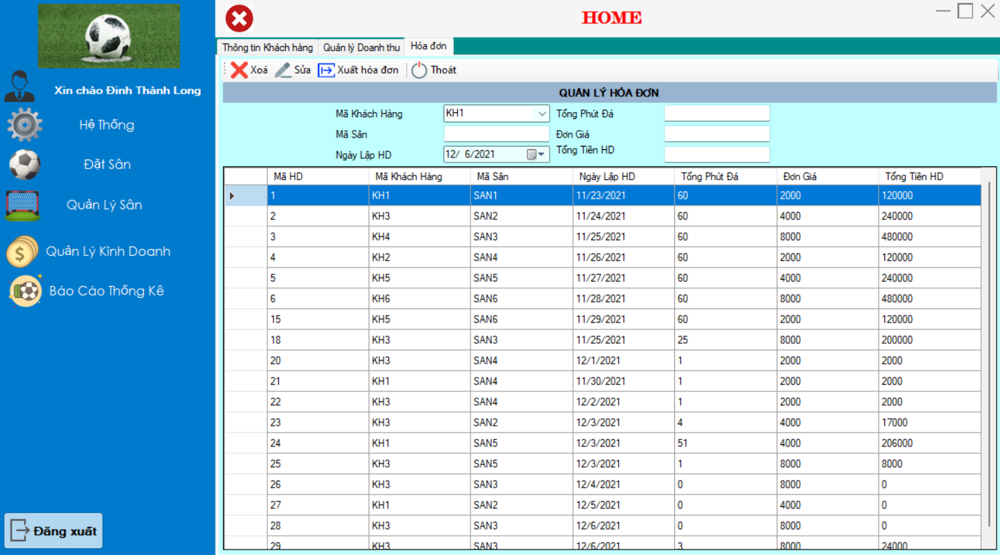 HOME
Thông tin Khách hàng Quản lý Doanh thu Hóa đơn
Xoá Sửa Xuất hóa đơn Thoát
Xin chào Đinh Thành Long
Hệ Thống
Đăt Sân
Quản Lý Sân
Quản Lý Kinh Doanh
Báo Cáo Thống Kê
Đăng xuất
QUẢN LÝ HÓA ĐƠN
Mã Khách Hàng KH1 Tổng Phút Đá
Mã Sân Đơn Giá
Ngày Lập HD 12/ 6/2021 Tổng Tiền HD
Mã HD Mã Khách Hàng Mã Sân Ngày Lập HD Tổng Phút Đá Đơn Giá Tổng Tiền HD
1 KH1 SAN1 11/23/2021 60 2000 120000
2 KH3 SAN2 11/24/2021 60 4000 240000
3 KH4 SAN3 11/25/2021 60 8000 480000
4 KH2 SAN4 11/26/2021 60 2000 120000
5 KH5 SAN5 11/27/2021 60 4000 240000
6 KH6 SAN6 11/28/2021 60 8000 480000
15 KH5 SAN6 11/29/2021 60 2000 120000
18 KH3 SAN3 11/25/2021 25 8000 200000
20 KH3 SAN4 12/1/2021 1 2000 2000
21 KH1 SAN4 11/30/2021 1 2000 2000
22 KH3 SAN4 12/2/2021 1 2000 2000
23 KH3 SAN2 12/3/2021 4 4000 17000
24 KH1 SAN5 12/3/2021 51 4000 206000
25 KH3 SAN5 12/3/2021 1 8000 8000
26 KH3 SAN3 12/4/2021 0 8000 0
27 KH1 SAN2 12/5/2021 0 4000 0
28 KH3 SAN3 12/6/2021 0 8000 0
29 KH3 SAN3 12/6/2021 3 8000 24000